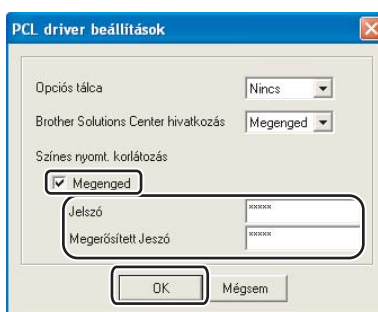 PCL driver beállítások
Opciós tálca Nincs
Brother Solutions Center hivatkozás Megenged
Színes nyomt. korlátozás
Megenged
Jelszó *****
Megerősített Jeszó *****
OK Mégsem